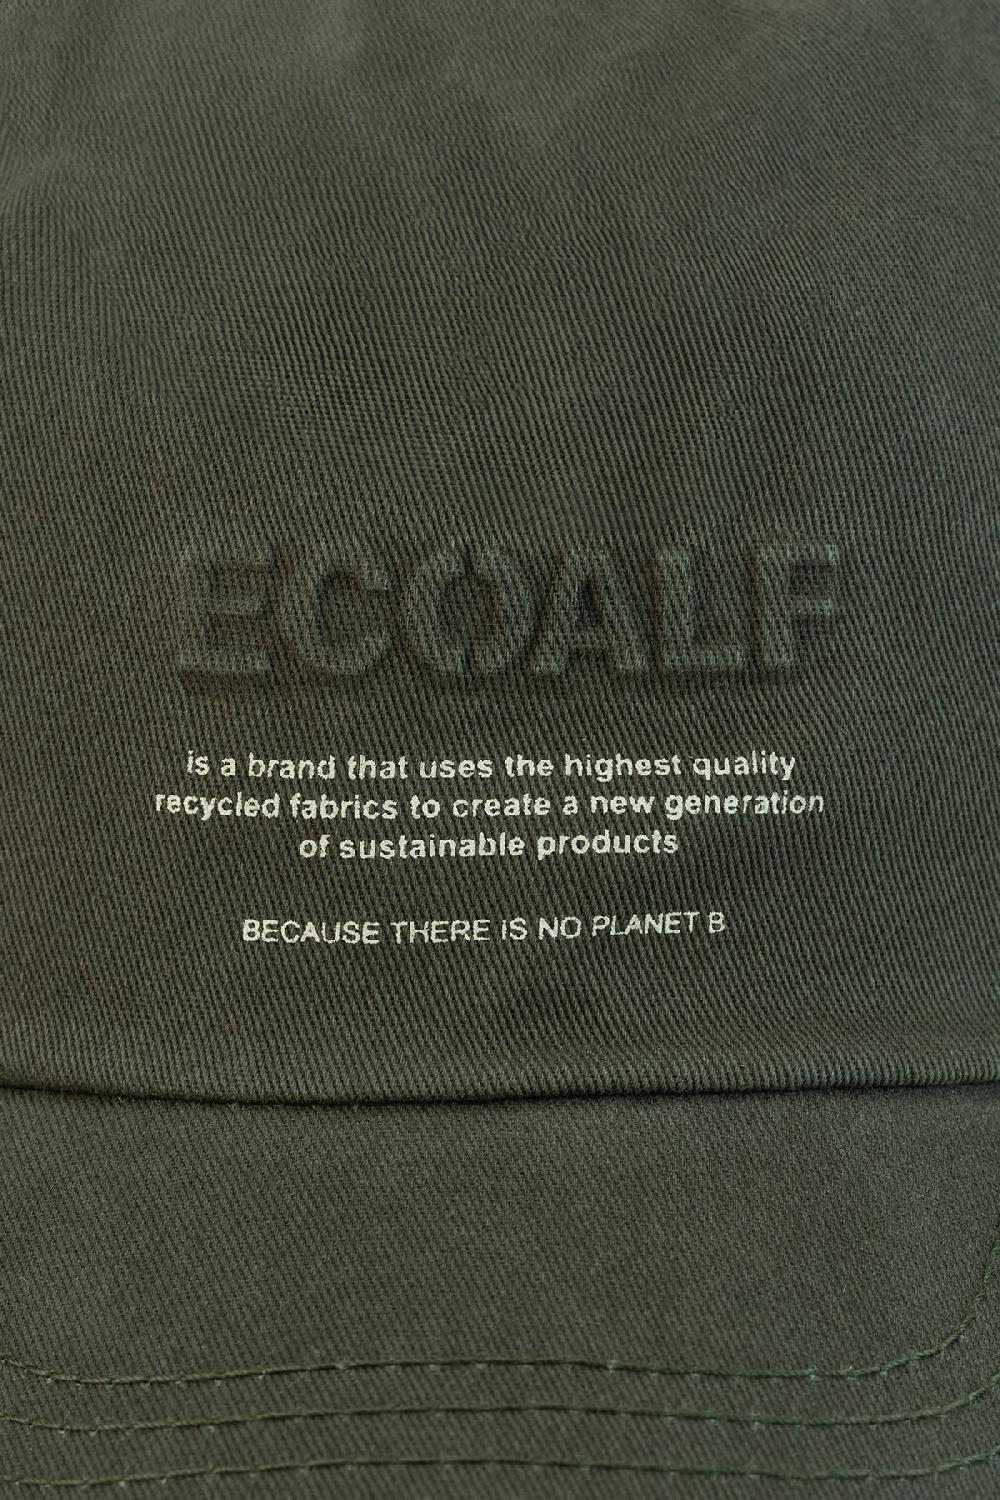 ECOALF
is a brand that uses the highest quality
recycled fabrics to create a new generation
of sustainable products
BECAUSE THERE iS NO PLANET B